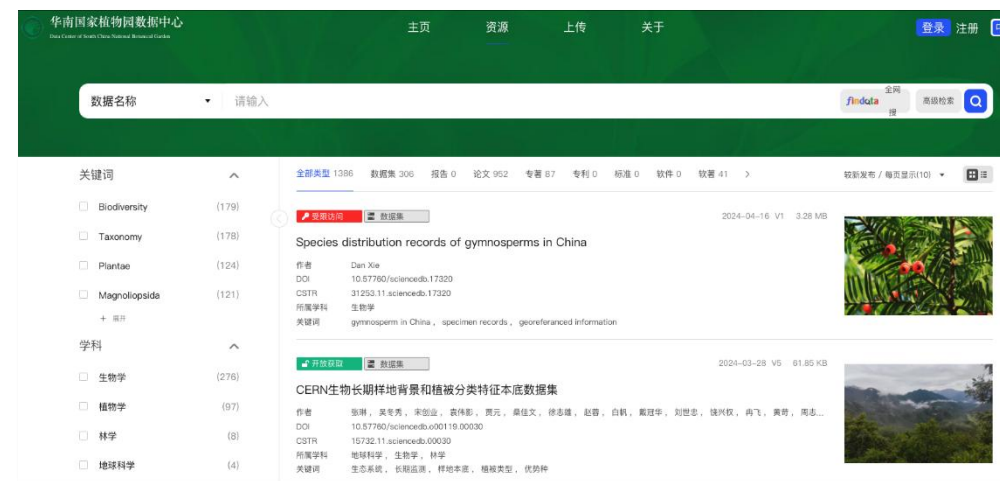 华南国家植物园数据中心
Data Center of South China National Botanical Garden
主页 资源 上传 关于
登录 注册
数据名称 请输入
findata 全网搜 高级检索
关键词
Biodiversity (179)
Taxonomy (178)
Plantae (124)
Magnoliopsida (121)
+ 展开
学科
生物学 (276)
植物学 (97)
林学 (8)
地球科学 (4)
全部类型 1386 数据集 306 报告 0 论文 952 专著 87 专利 0 标准 0 软件 0 软著 41 >
较新发布 / 每页显示(10)
受限访问 数据集 2024-04-16 V1 3.28 MB
Species distribution records of gymnosperms in China
作者 Dan Xie
DOI 10.57760/sciencedb.17320
CSTR 31253.11.sciencedb.17320
所属学科 生物学
关键词 gymnosperm in China , specimen records , georeferanced information
开放获取 数据集 2024-03-28 V5 61.85 KB
CERN生物长期样地背景和植被分类特征本底数据集
作者 张琳, 吴冬秀, 宋创业, 袁伟影, 贾元, 桑佳文, 徐志雄, 赵蓉, 白帆, 戴冠华, 刘世忠, 饶兴权, 冉飞, 黄苛, 周志...
DOI 10.57760/sciencedb.o00119.00030
CSTR 15732.11.sciencedb.00030
所属学科 地球科学, 生物学, 林学
关键词 生态系统, 长期监测, 样地本底, 植被类型, 优势种